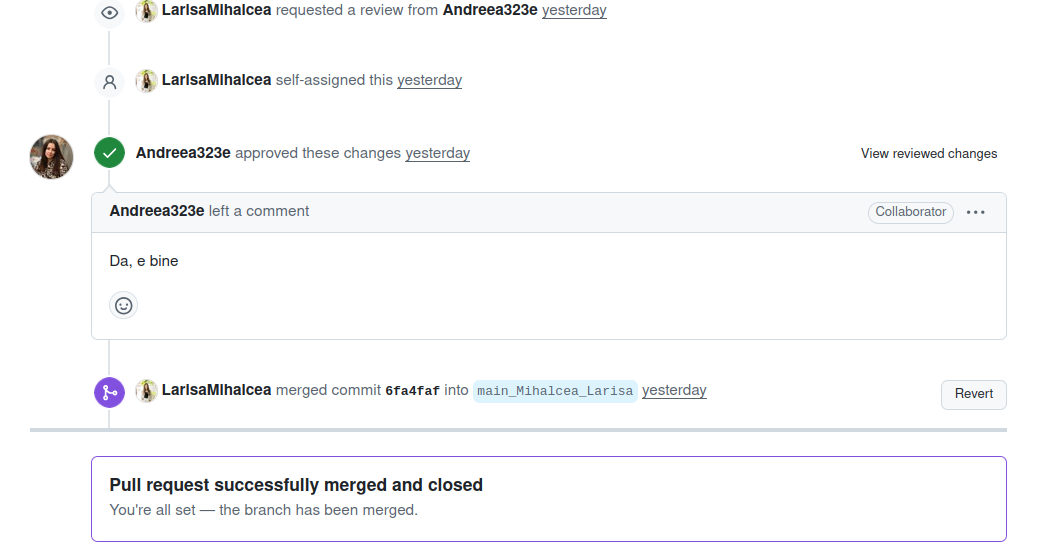 LarisaMihalcea requested a review from Andreea323e yesterday
LarisaMihalcea self-assigned this yesterday
Andreea323e approved these changes yesterday
View reviewed changes
Andreea323e left a comment
Collaborator
Da, e bine
LarisaMihalcea merged commit 6fa4faf into main_Mihalcea_Larisa yesterday
Revert
Pull request successfully merged and closed
You're all set — the branch has been merged.